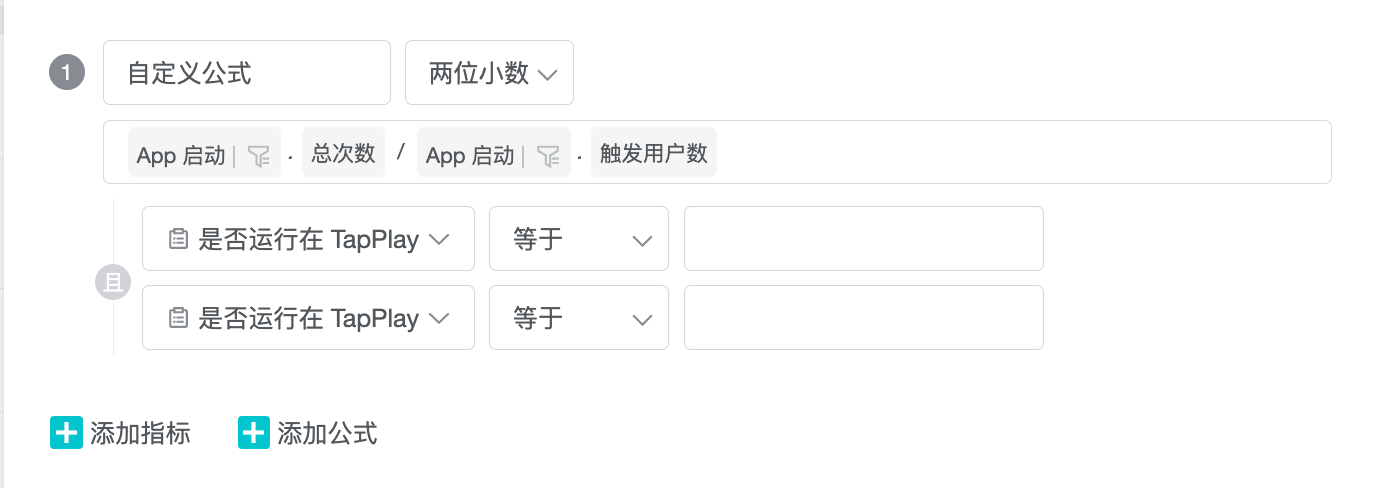 1 自定义公式 两位小数
App 启动 | . 总次数 / App 启动 | . 触发用户数
是否运行在 TapPlay 等于
且
是否运行在 TapPlay 等于
添加指标 添加公式